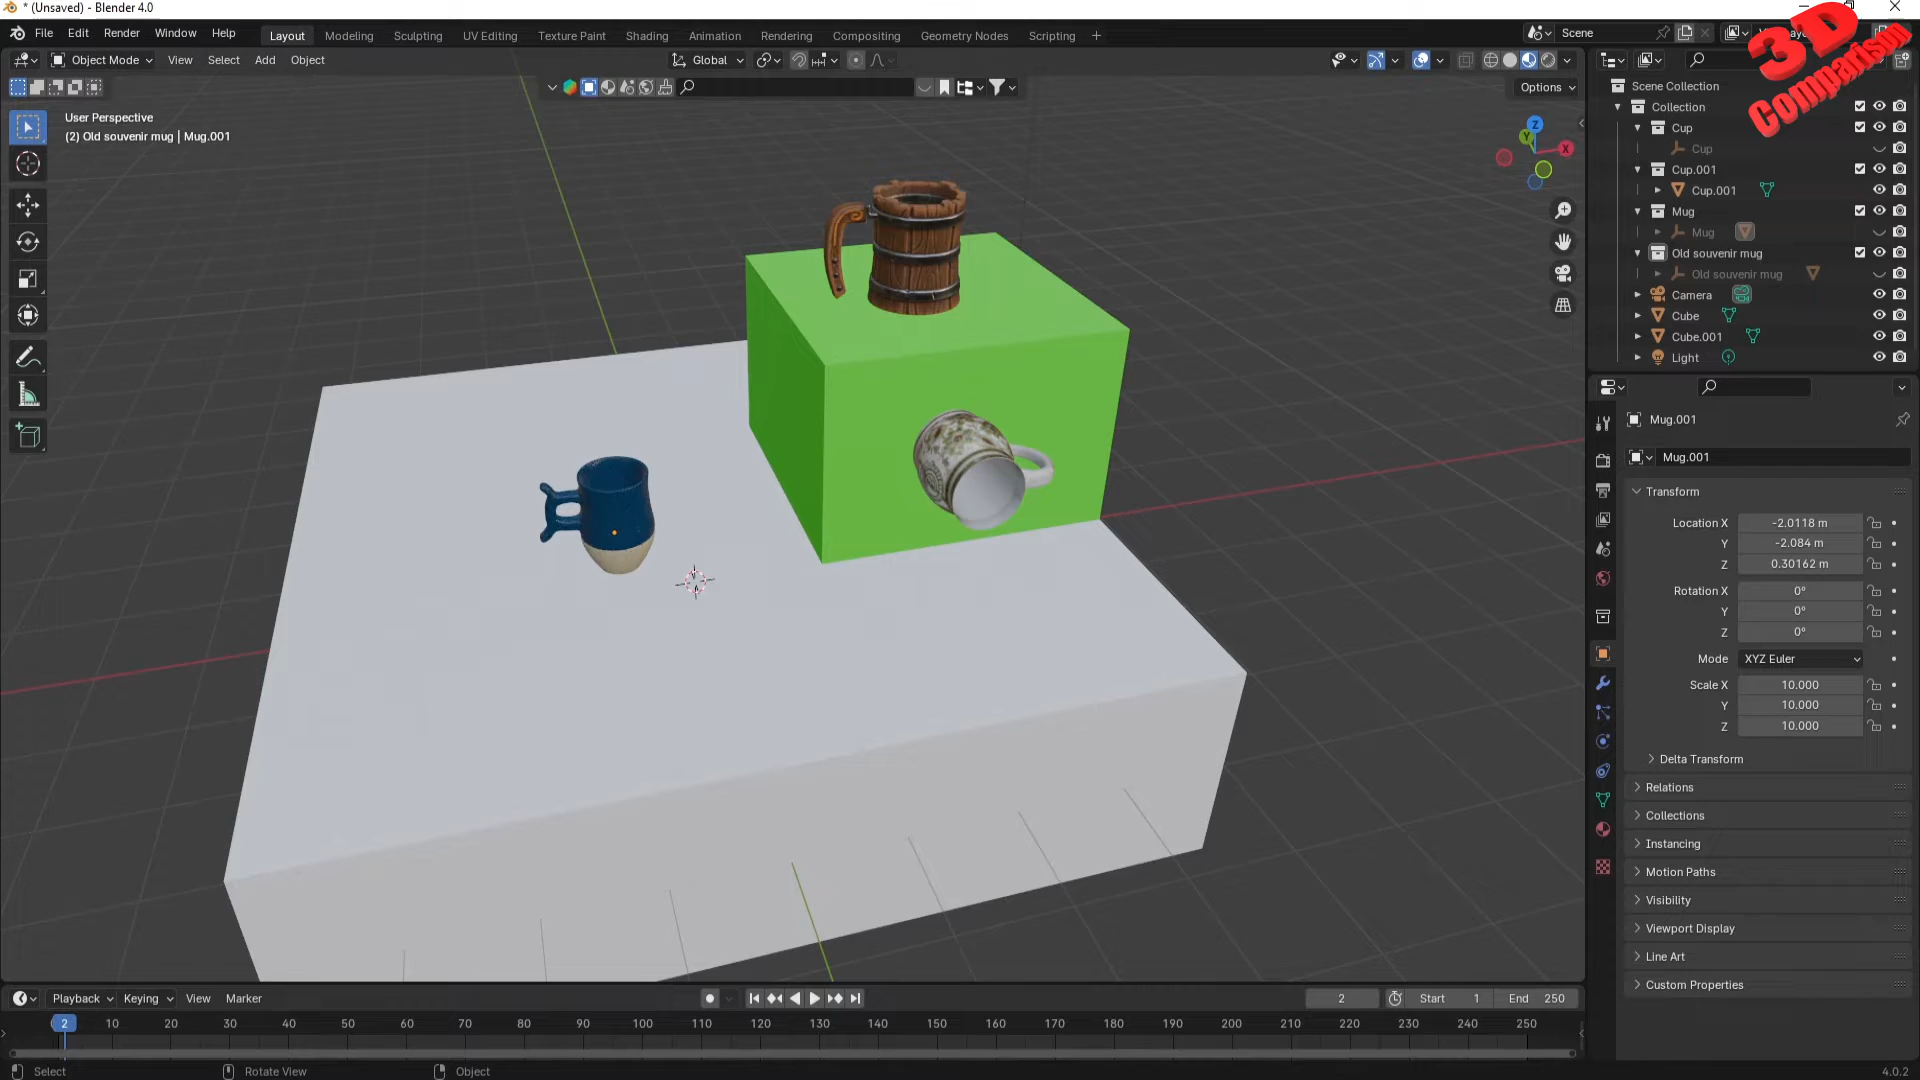 * (Unsaved) - Blender 4.0
File Edit Render Window Help
Layout Modeling Sculpting UV Editing Texture Paint Shading Animation Rendering Compositing Geometry Nodes Scripting +
Scene
3D
Comparison
Object Mode View Select Add Object
Global
Options
User Perspective
(2) Old souvenir mug | Mug.001
Z
Y
X
Scene Collection
Collection
Cup
Cup
Cup.001
Cup.001
Mug
Mug
Old souvenir mug
Old souvenir mug
Camera
Cube
Cube.001
Light
Mug.001
Mug.001
Transform
Location X -2.0118 m
Y -2.084 m
Z 0.30162 m
Rotation X 0°
Y 0°
Z 0°
Mode XYZ Euler
Scale X 10.000
Y 10.000
Z 10.000
Delta Transform
Relations
Collections
Instancing
Motion Paths
Visibility
Viewport Display
Line Art
Custom Properties
Playback Keying View Marker
2 Start 1 End 250
2 10 20 30 40 50 60 70 80 90 100 110 120 130 140 150 160 170 180 190 200 210 220 230 240 250
Select Rotate View Object
4.0.2